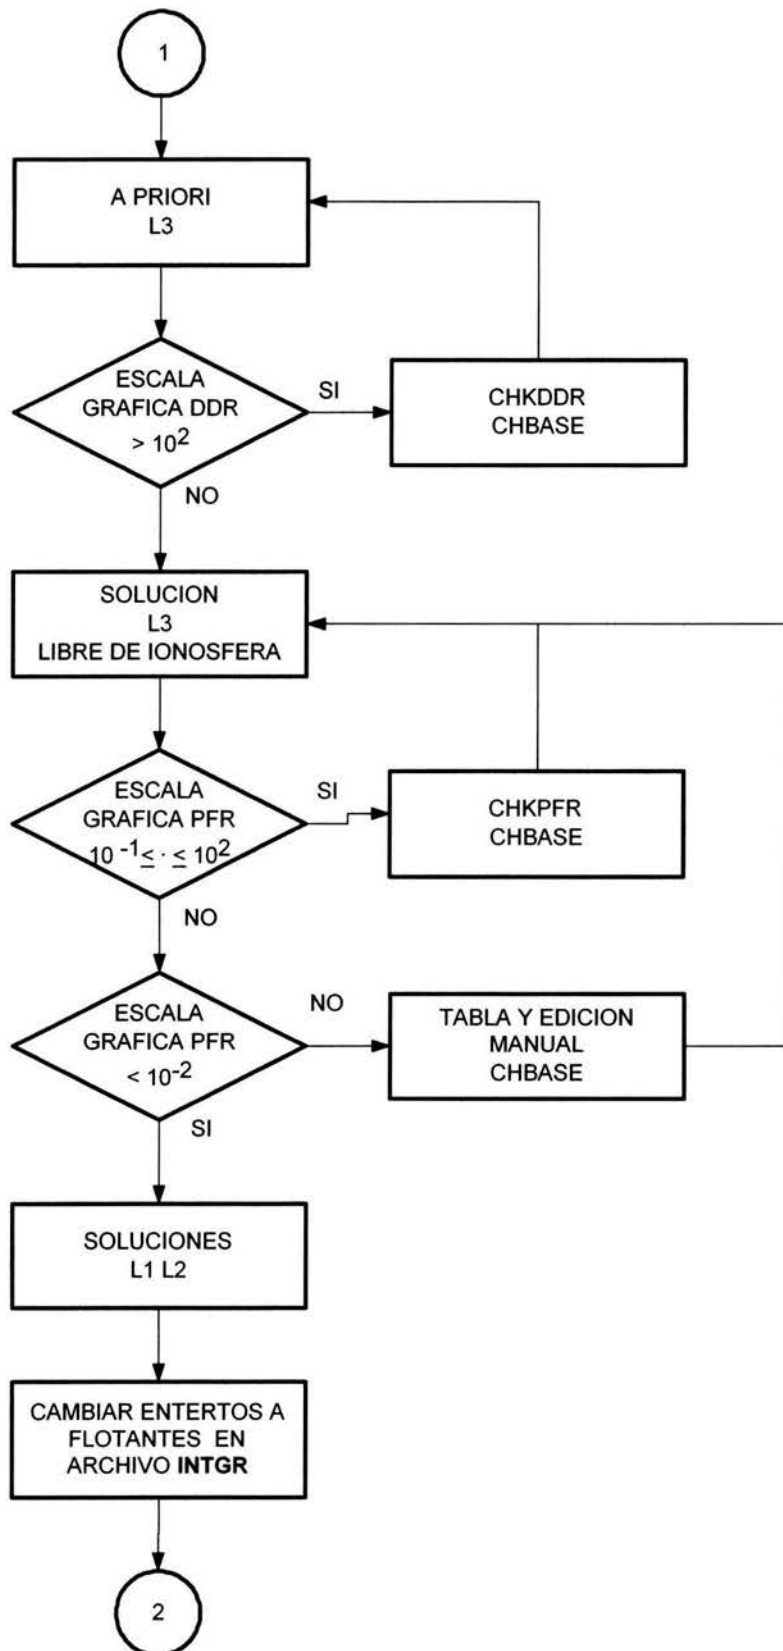 1
A PRIORI
L3
ESCALA
GRAFICA DDR
> 10²
SI
CHKDDR
CHBASE
NO
SOLUCION
L3
LIBRE DE IONOSFERA
ESCALA
GRAFICA PFR
10⁻¹ ≤ · ≤ 10²
SI
CHKPFR
CHBASE
NO
ESCALA
GRAFICA PFR
< 10⁻²
NO
TABLA Y EDICION
MANUAL
CHBASE
SI
SOLUCIONES
L1 L2
CAMBIAR ENTERTOS A
FLOTANTES EN
ARCHIVO INTGR
2